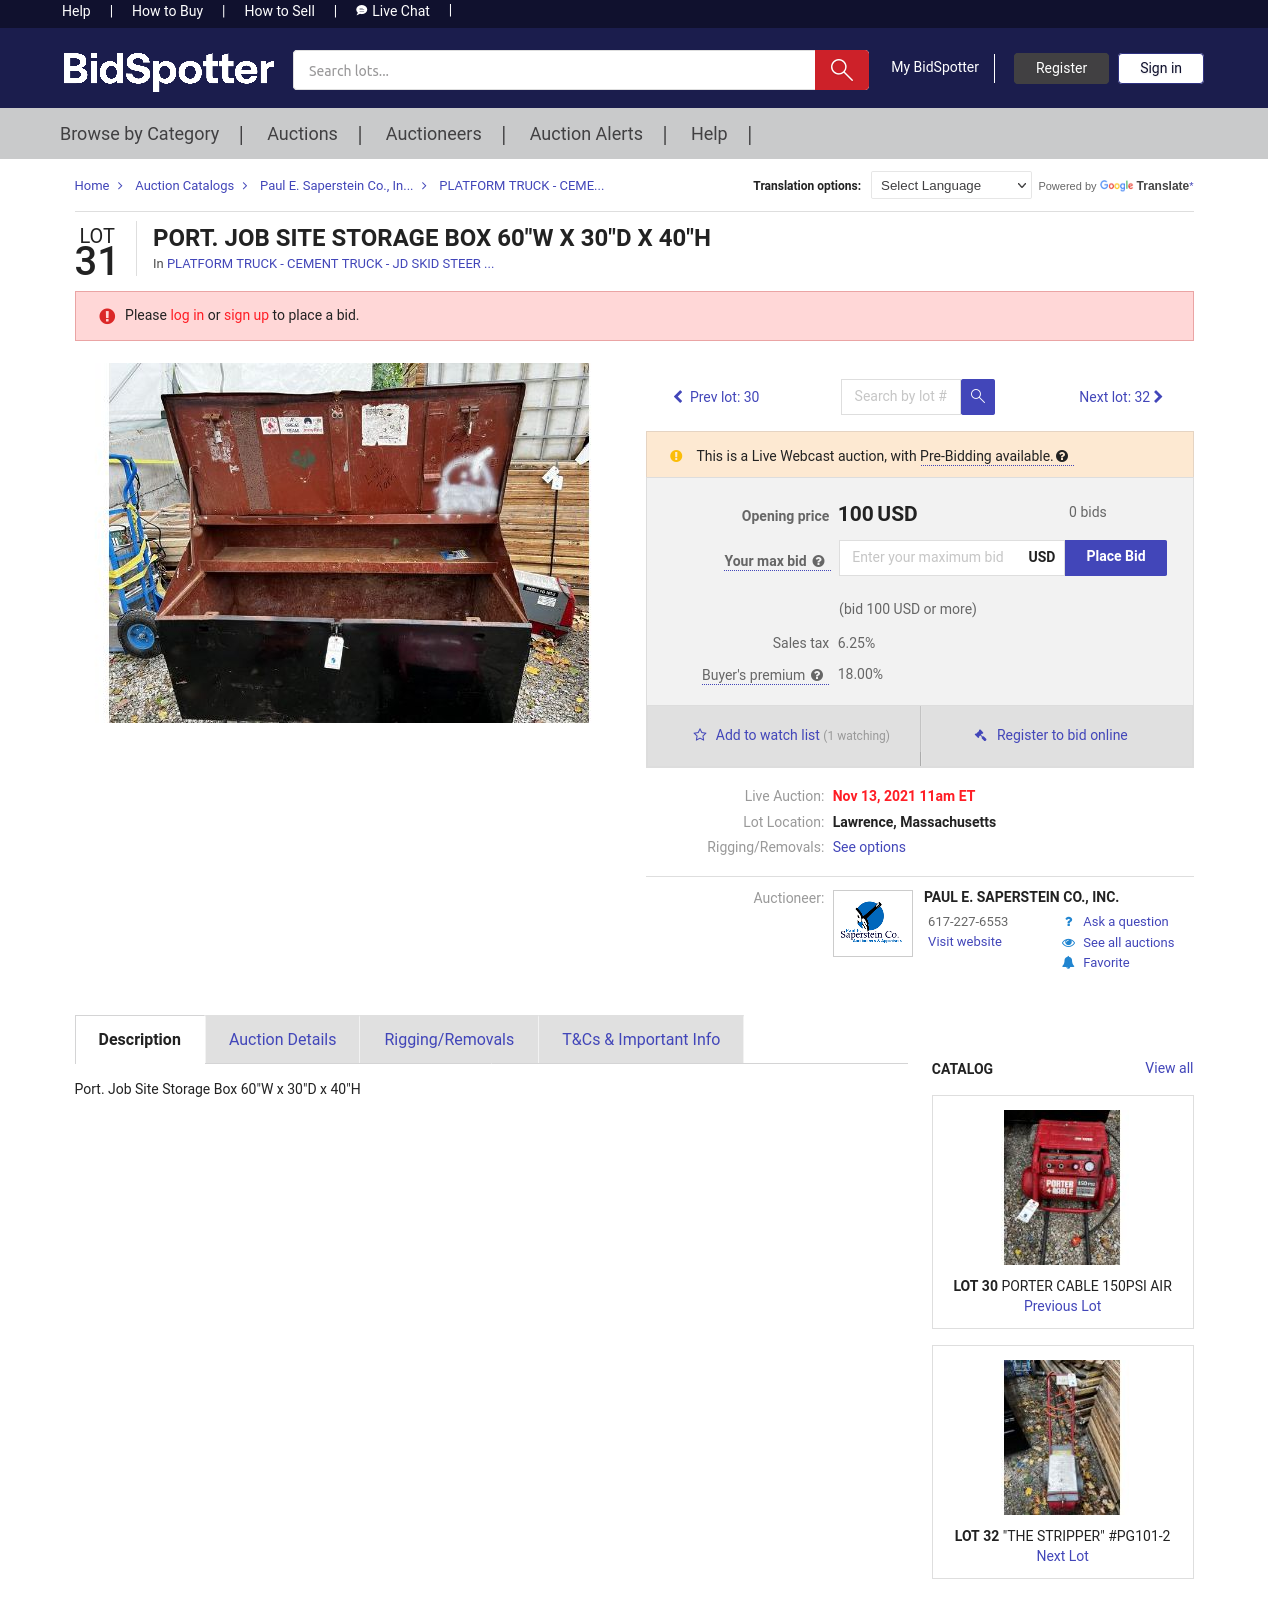 Help | How to Buy | How to Sell | Live Chat |
BidSpotter
Search lots...
My BidSpotter
Register
Sign in
Browse by Category | Auctions | Auctioneers | Auction Alerts | Help |
Home > Auction Catalogs > Paul E. Saperstein Co., In... > PLATFORM TRUCK - CEME...
Translation options: Select Language Powered by Google Translate*
LOT
31
PORT. JOB SITE STORAGE BOX 60"W X 30"D X 40"H
In PLATFORM TRUCK - CEMENT TRUCK - JD SKID STEER ...
Please log in or sign up to place a bid.
Prev lot: 30
Search by lot #
Next lot: 32
This is a Live Webcast auction, with Pre-Bidding available.
Opening price 100 USD 0 bids
Your max bid Enter your maximum bid USD Place Bid
(bid 100 USD or more)
Sales tax 6.25%
Buyer's premium 18.00%
Add to watch list (1 watching)
Register to bid online
Live Auction: Nov 13, 2021 11am ET
Lot Location: Lawrence, Massachusetts
Rigging/Removals: See options
Auctioneer:
Saperstein Co.
PAUL E. SAPERSTEIN CO., INC.
617-227-6553
Visit website
Ask a question
See all auctions
Favorite
Description Auction Details Rigging/Removals T&Cs & Important Info
Port. Job Site Storage Box 60"W x 30"D x 40"H
CATALOG View all
PORTER
CABLE
LOT 30 PORTER CABLE 150PSI AIR
Previous Lot
LOT 32 "THE STRIPPER" #PG101-2
Next Lot